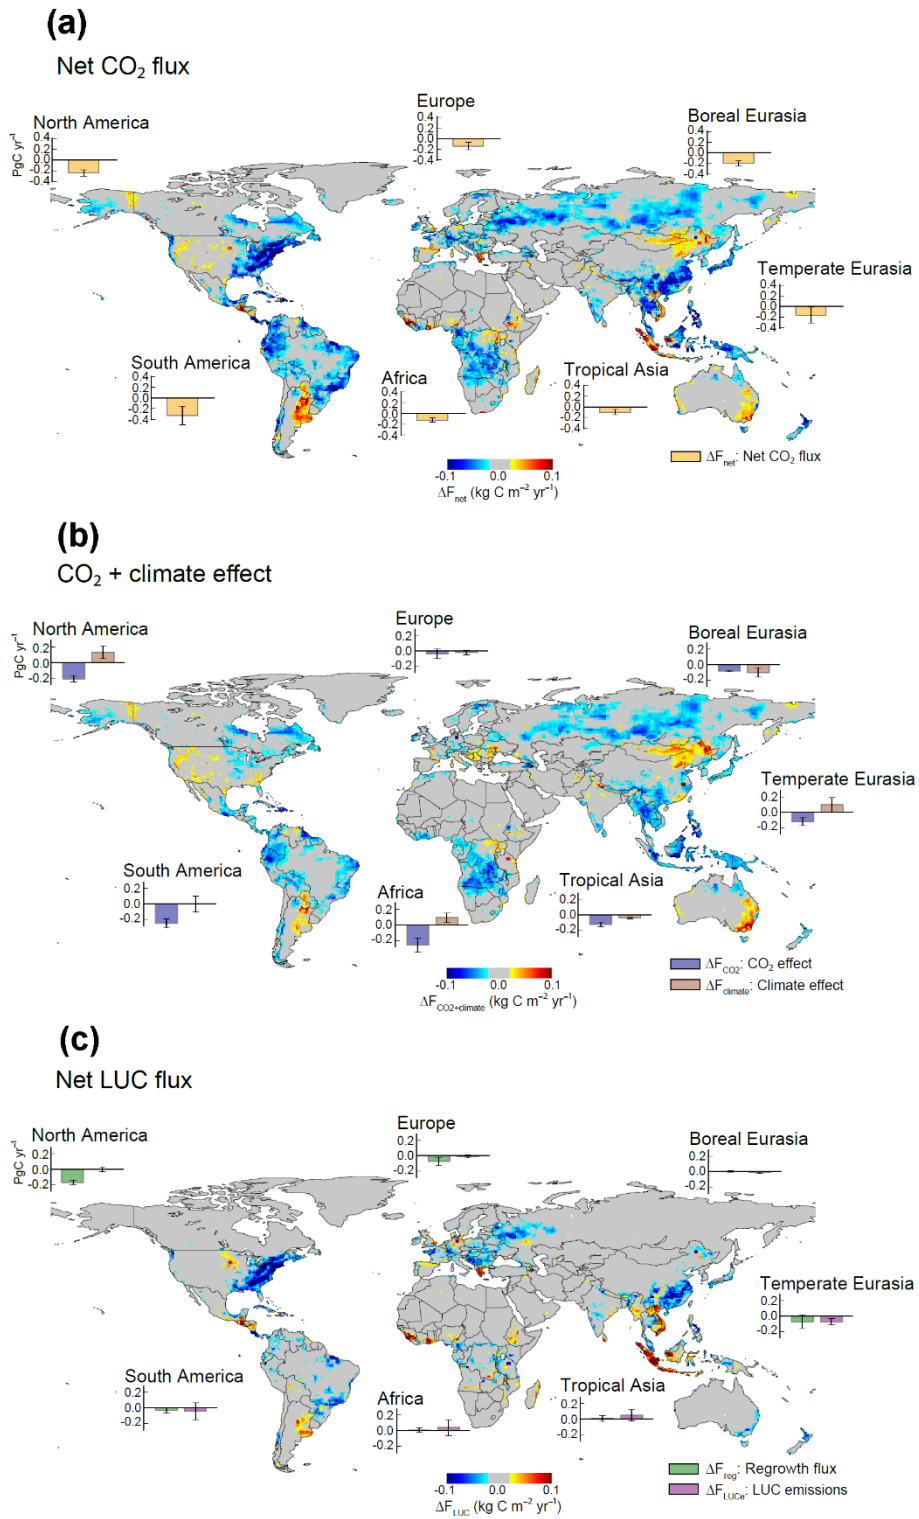 (a)
Net CO₂ flux
North America
PgC yr⁻¹
0.4
0.2
0.0
-0.2
-0.4
Europe
0.4
0.2
0.0
-0.2
-0.4
Boreal Eurasia
0.4
0.2
0.0
-0.2
-0.4
Temperate Eurasia
0.4
0.2
0.0
-0.2
-0.4
South America
0.4
0.2
0.0
-0.2
-0.4
Africa
0.4
0.2
0.0
-0.2
-0.4
Tropical Asia
0.4
0.2
0.0
-0.2
-0.4
-0.1 0.0 0.1
ΔF_net (kg C m⁻² yr⁻¹)
ΔF_net: Net CO₂ flux
(b)
CO₂ + climate effect
North America
PgC yr⁻¹
0.2
0.0
-0.2
Europe
0.2
0.0
-0.2
Boreal Eurasia
0.2
0.0
-0.2
Temperate Eurasia
0.2
0.0
-0.2
South America
0.2
0.0
-0.2
Africa
0.2
0.0
-0.2
Tropical Asia
0.2
0.0
-0.2
-0.1 0.0 0.1
ΔF_CO2+climate (kg C m⁻² yr⁻¹)
ΔF_CO2: CO₂ effect
ΔF_climate: Climate effect
(c)
Net LUC flux
North America
PgC yr⁻¹
0.2
0.0
-0.2
Europe
0.2
0.0
-0.2
Boreal Eurasia
0.2
0.0
-0.2
Temperate Eurasia
0.2
0.0
-0.2
South America
0.2
0.0
-0.2
Africa
0.2
0.0
-0.2
Tropical Asia
0.2
0.0
-0.2
-0.1 0.0 0.1
ΔF_LUC (kg C m⁻² yr⁻¹)
ΔF_reg: Regrowth flux
ΔF_LUCe: LUC emissions